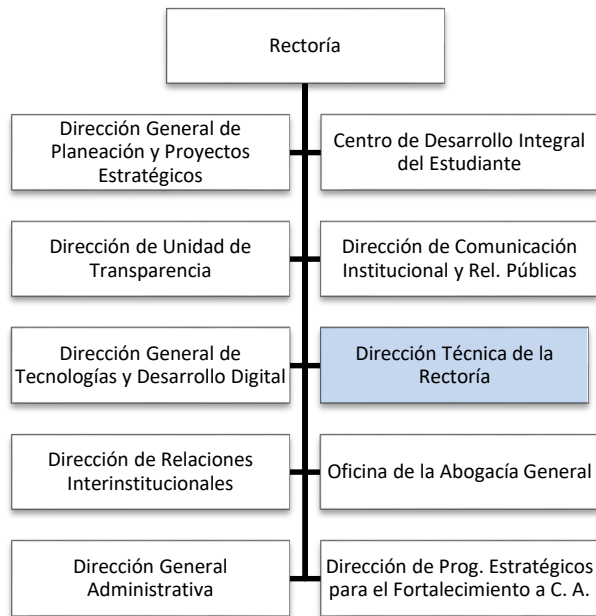 Rectoría
Dirección General de
Planeación y Proyectos
Estratégicos
Centro de Desarrollo Integral
del Estudiante
Dirección de Unidad de
Transparencia
Dirección de Comunicación
Institucional y Rel. Públicas
Dirección General de
Tecnologías y Desarrollo Digital
Dirección Técnica de la
Rectoría
Dirección de Relaciones
Interinstitucionales
Oficina de la Abogacía General
Dirección General
Administrativa
Dirección de Prog. Estratégicos
para el Fortalecimiento a C. A.